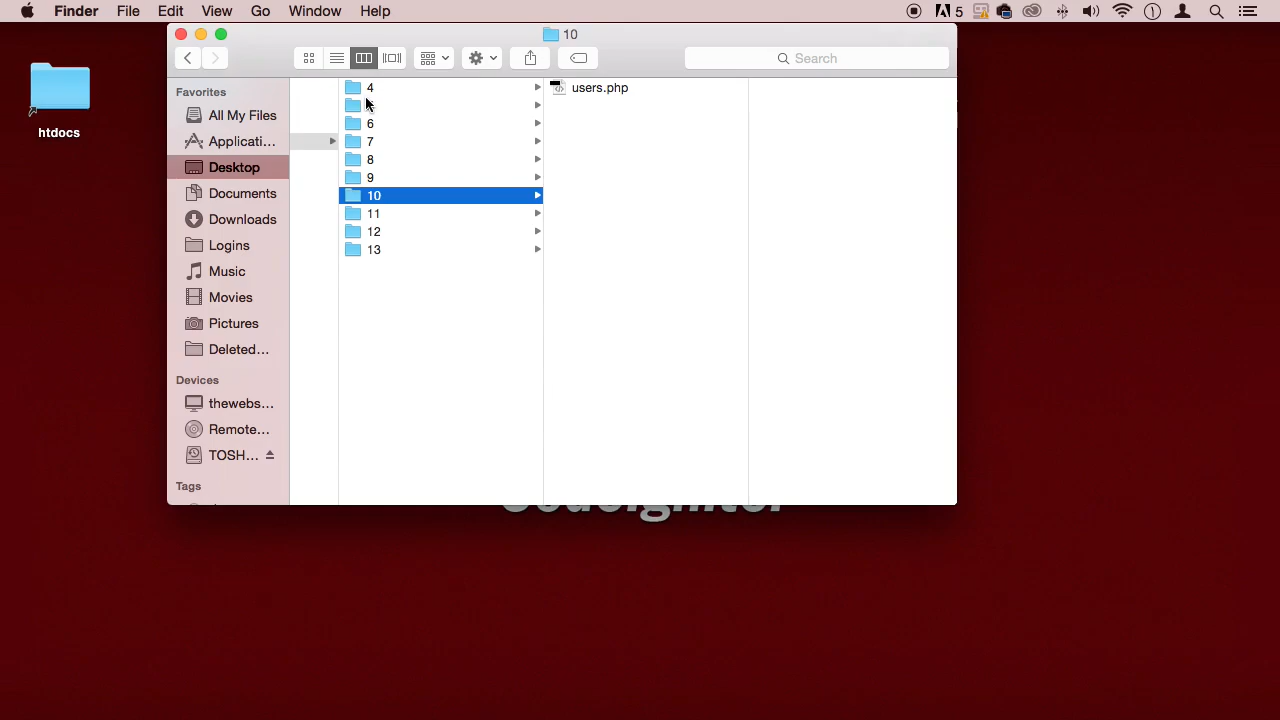 Finder File Edit View Go Window Help 5
10
Search
Favorites
All My Files
Applicati...
Desktop
Documents
Downloads
Logins
Music
Movies
Pictures
Deleted...
Devices
thewebs...
Remote...
TOSH...
Tags
4
6
7
8
9
10
11
12
13
users.php
htdocs